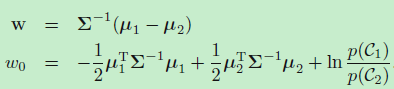 w = Σ⁻¹(μ₁ − μ₂)
w₀ = −½μ₁ᵀΣ⁻¹μ₁ + ½μ₂ᵀΣ⁻¹μ₂ + ln p(𝒞₁)/p(𝒞₂)